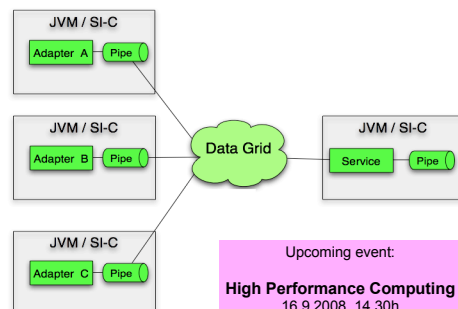 JVM / SI-C
Adapter A
Pipe
JVM / SI-C
Adapter B
Pipe
Data Grid
JVM / SI-C
Service
Pipe
JVM / SI-C
Adapter C
Pipe
Upcoming event:
High Performance Computing
16.9.2008, 14.30h